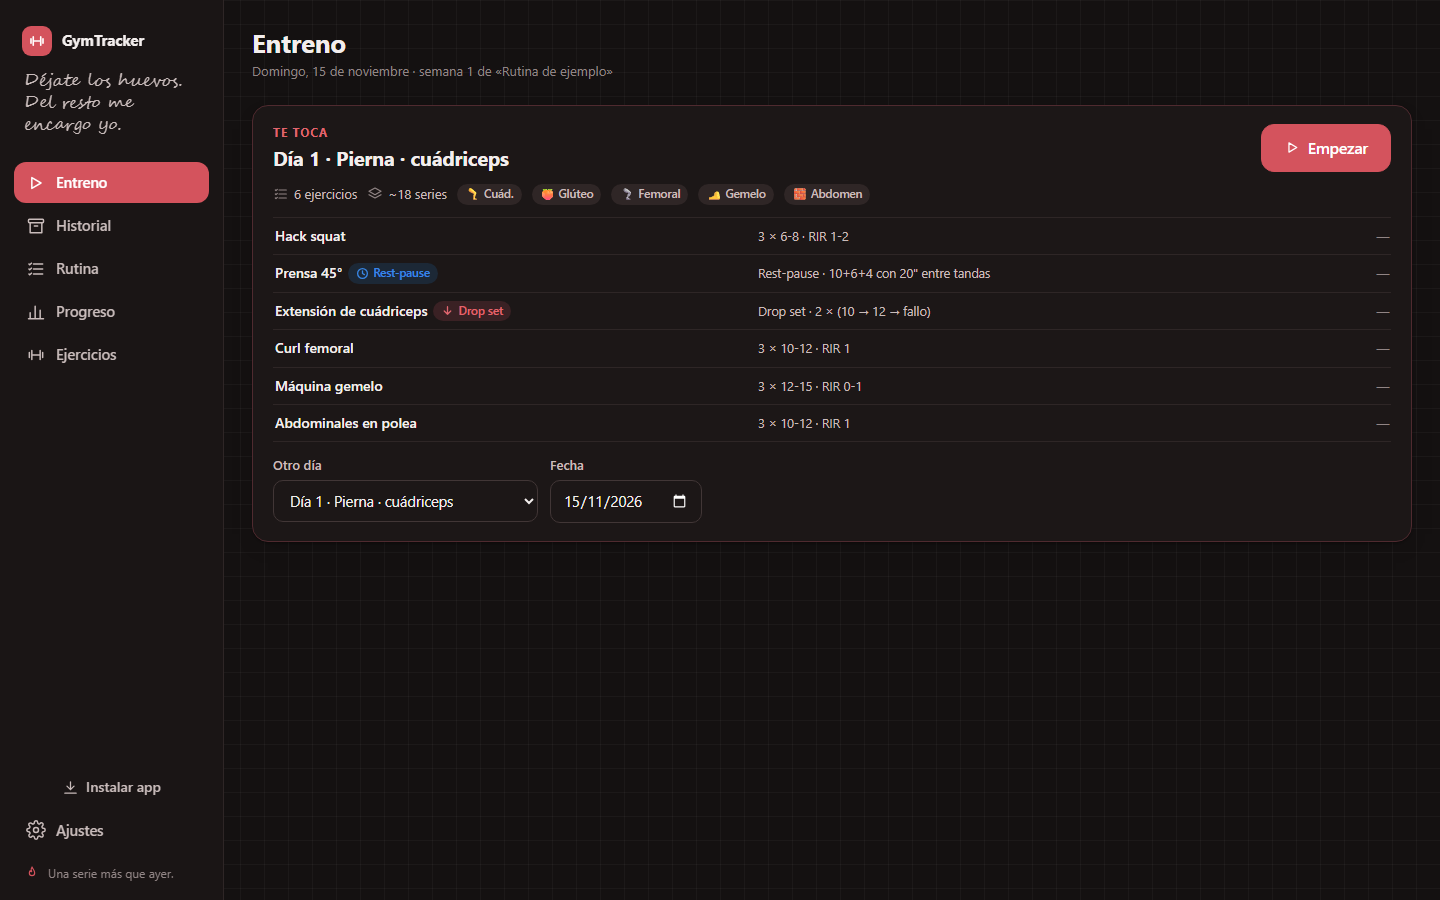 GymTracker
Déjate los huevos.
Del resto me
encargo yo.
Entreno
Historial
Rutina
Progreso
Ejercicios
Instalar app
Ajustes
Una serie más que ayer.
Entreno
Domingo, 15 de noviembre · semana 1 de «Rutina de ejemplo»
TE TOCA
Día 1 · Pierna · cuádriceps
Empezar
6 ejercicios ~18 series Cuád. Glúteo Femoral Gemelo Abdomen
Hack squat 3 × 6-8 · RIR 1-2 —
Prensa 45° Rest-pause Rest-pause · 10+6+4 con 20" entre tandas —
Extensión de cuádriceps Drop set Drop set · 2 × (10 → 12 → fallo) —
Curl femoral 3 × 10-12 · RIR 1 —
Máquina gemelo 3 × 12-15 · RIR 0-1 —
Abdominales en polea 3 × 10-12 · RIR 1 —
Otro día Fecha
Día 1 · Pierna · cuádriceps 15/11/2026